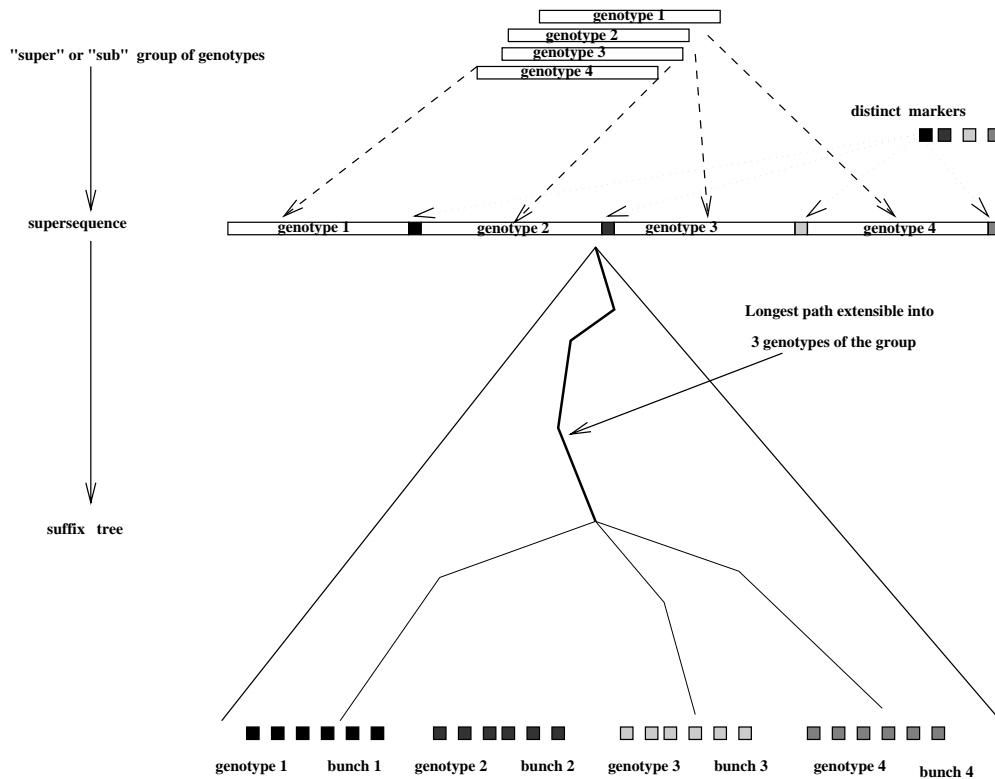 genotype 1
genotype 2
"super" or "sub" group of genotypes
genotype 3
genotype 4
distinct markers
supersequence
genotype 1
genotype 2
genotype 3
genotype 4
Longest path extensible into
3 genotypes of the group
suffix tree
genotype 1
bunch 1
genotype 2
bunch 2
genotype 3
bunch 3
genotype 4
bunch 4